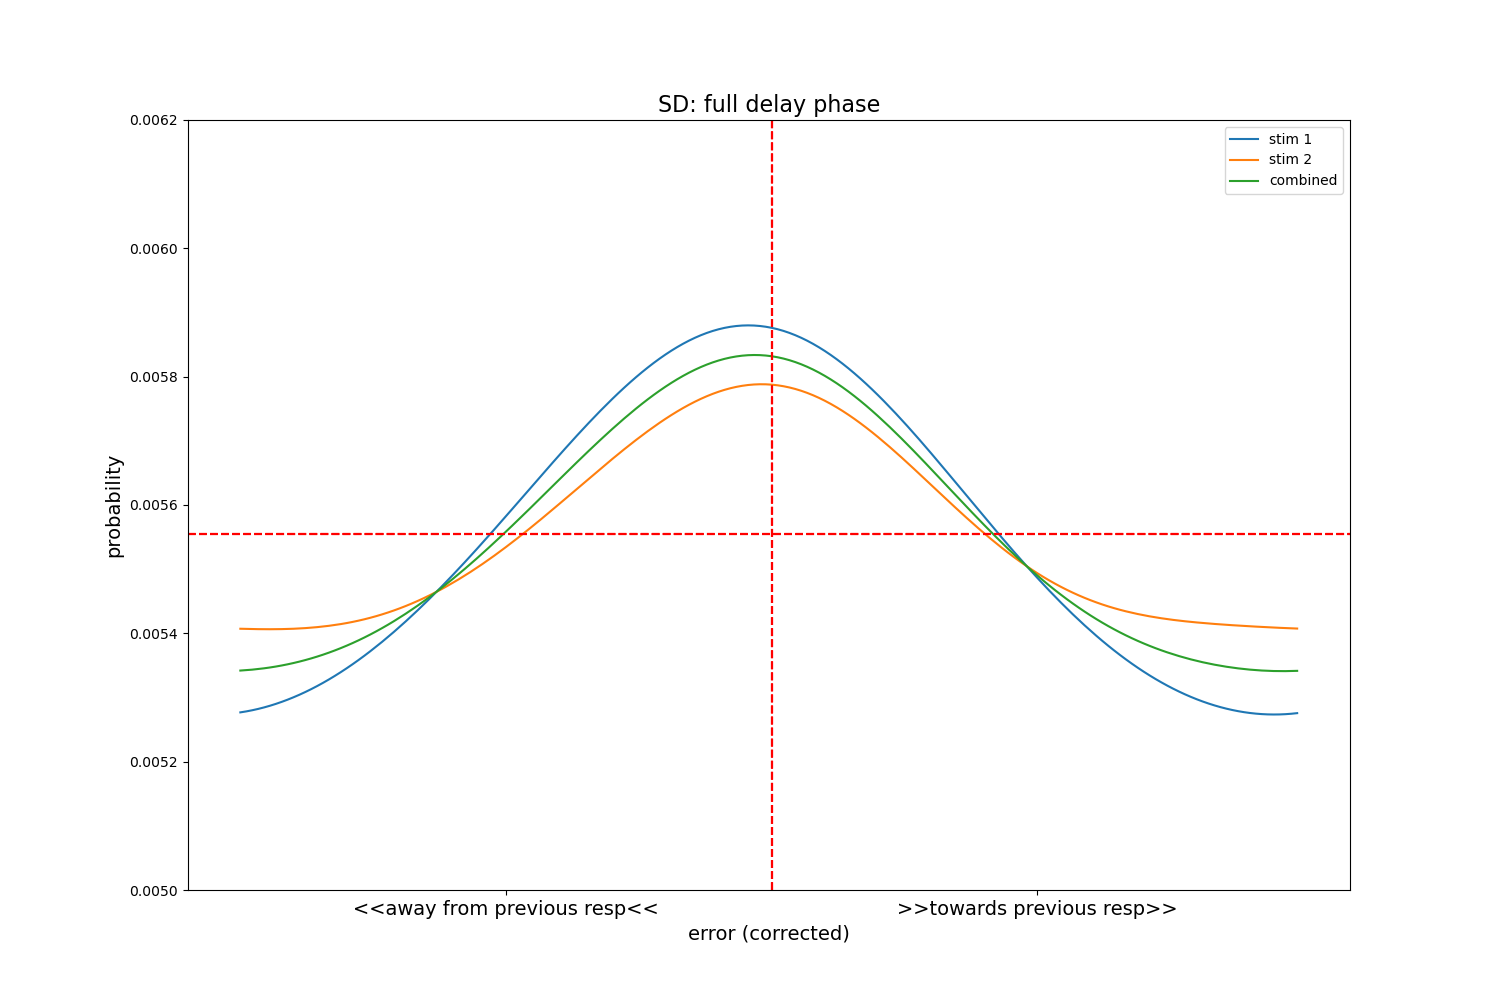 SD: full delay phase
0.0062
stim 1
stim 2
combined
0.0060
0.0058
0.0056
0.0054
0.0052
0.0050
probability
<<away from previous resp<<
>>towards previous resp>>
error (corrected)